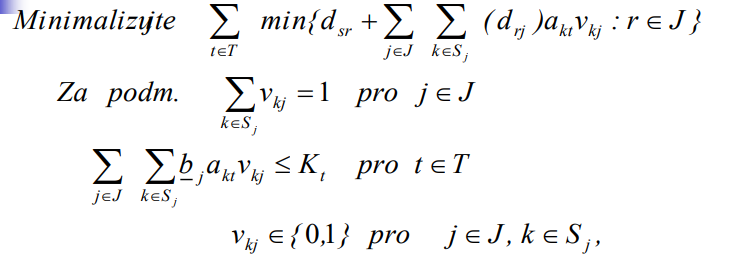 Minimalizujte ∑_{t∈T} min{d_{sr} + ∑_{j∈J} ∑_{k∈S_j} (d_{rj})a_{kt}v_{kj} : r ∈ J}
Za podm. ∑_{k∈S_j} v_{kj} = 1 pro j ∈ J
∑_{j∈J} ∑_{k∈S_j} b_j a_{kt}v_{kj} ≤ K_t pro t ∈ T
v_{kj} ∈ {0,1} pro j ∈ J, k ∈ S_j,